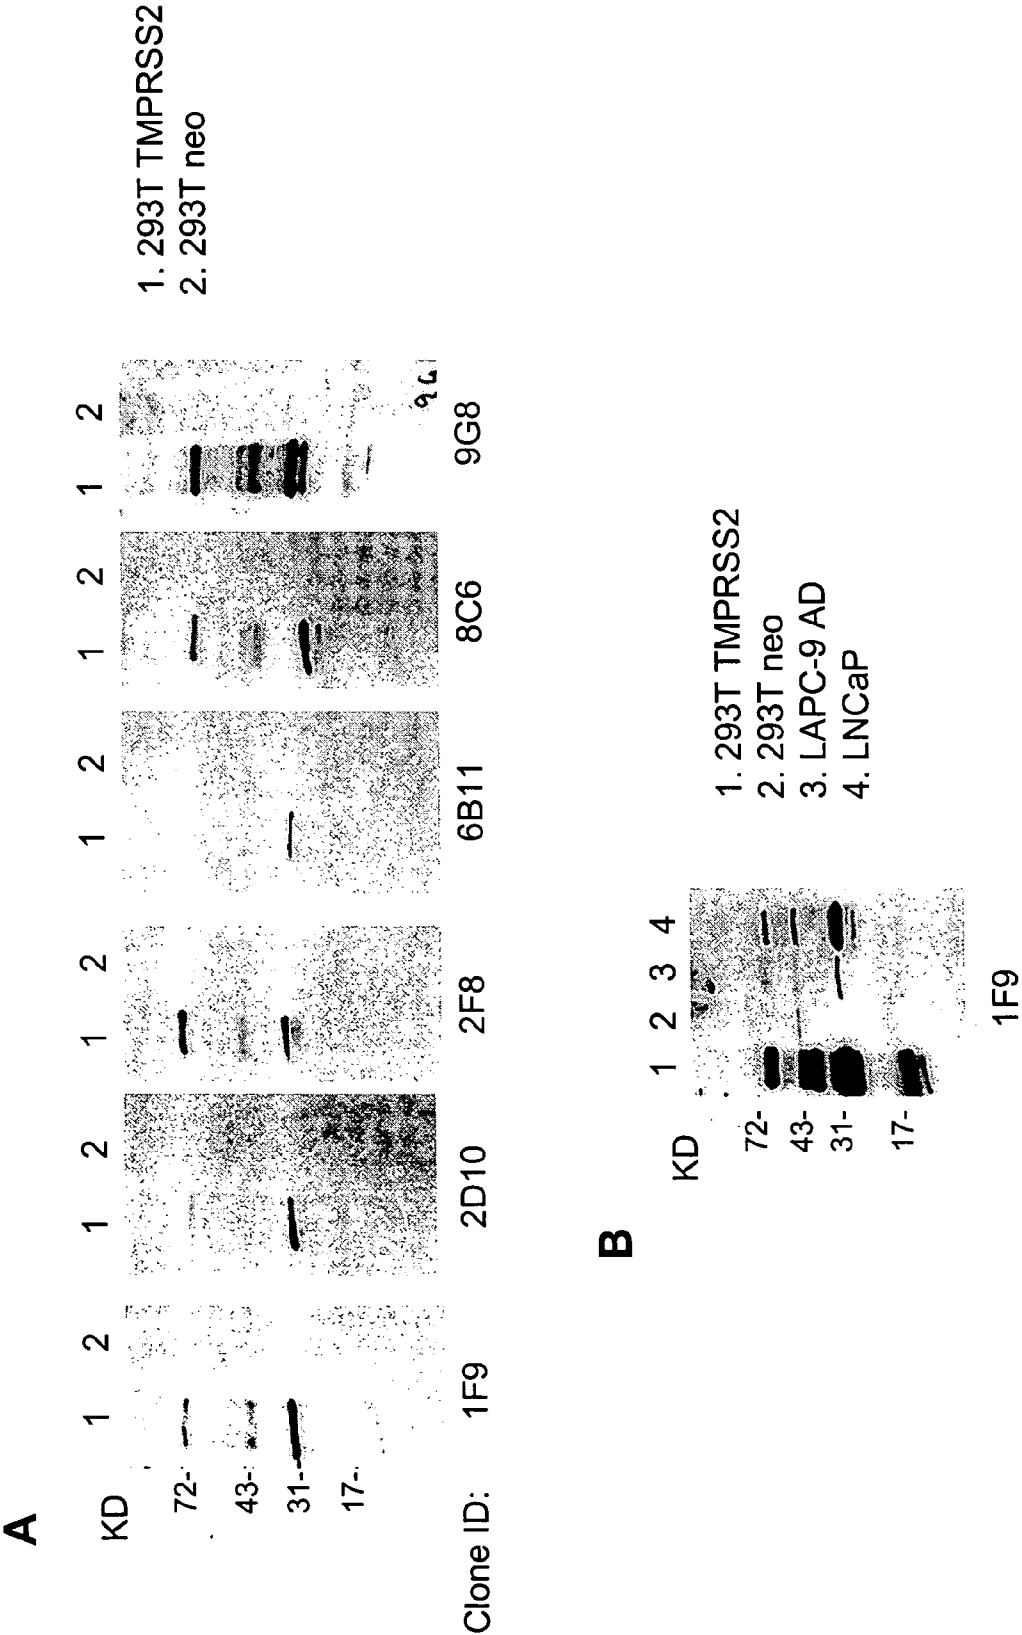 A
1 2 1 2 1 2 1 2 1 2 1 2
KD
72-
43-
31-
17-
1. 293T TMPRSS2
2. 293T neo
Clone ID: 1F9 2D10 2F8 6B11 8C6 9G8
B
1 2 3 4
KD
72-
43-
31-
17-
1. 293T TMPRSS2
2. 293T neo
3. LAPC-9 AD
4. LNCaP
1F9